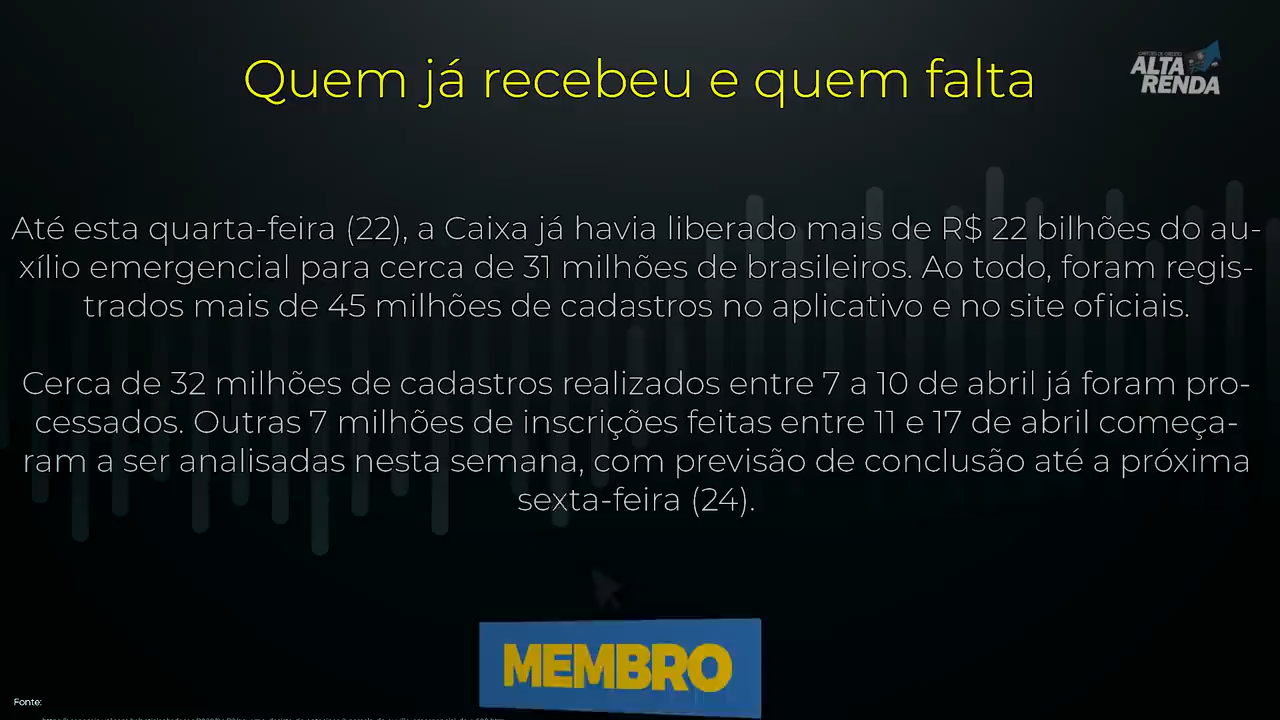 Quem já recebeu e quem falta
ALTA
RENDA
Até esta quarta-feira (22), a Caixa já havia liberado mais de R$ 22 bilhões do au-
xílio emergencial para cerca de 31 milhões de brasileiros. Ao todo, foram regis-
trados mais de 45 milhões de cadastros no aplicativo e no site oficiais.
Cerca de 32 milhões de cadastros realizados entre 7 a 10 de abril já foram pro-
cessados. Outras 7 milhões de inscrições feitas entre 11 e 17 de abril começa-
ram a ser analisadas nesta semana, com previsão de conclusão até a próxima
sexta-feira (24).
MEMBRO
Fonte: